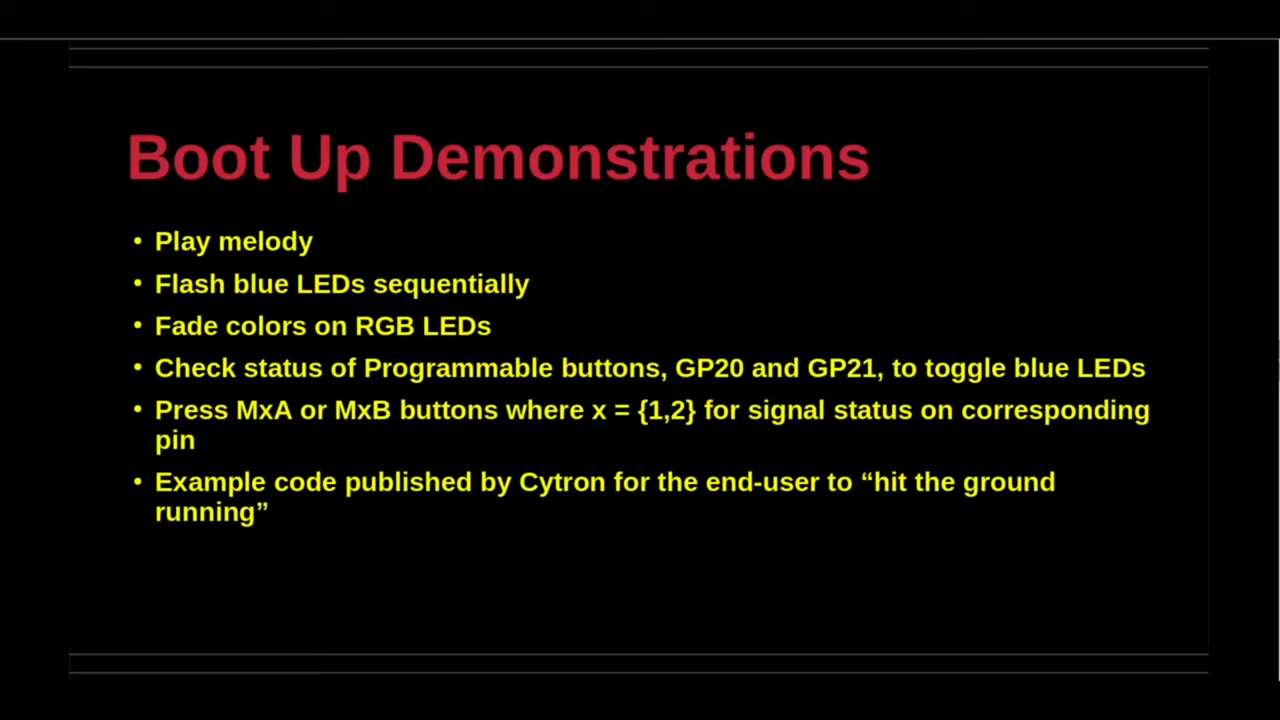 Boot Up Demonstrations
• Play melody
• Flash blue LEDs sequentially
• Fade colors on RGB LEDs
• Check status of Programmable buttons, GP20 and GP21, to toggle blue LEDs
• Press MxA or MxB buttons where x = {1,2} for signal status on corresponding
pin
• Example code published by Cytron for the end-user to “hit the ground
running”